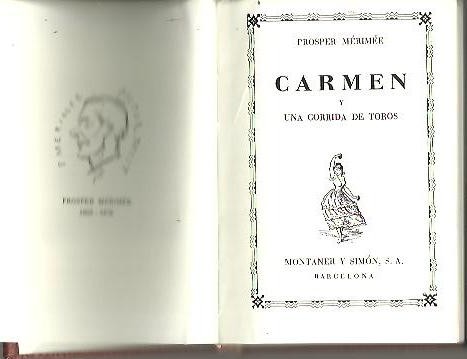 PROSPER MÉRIMÉE
PROSPER MÉRIMÉE
CARMEN
Y
UNA CORRIDA DE TOROS
MONTANER Y SIMÓN, S. A.
BARCELONA